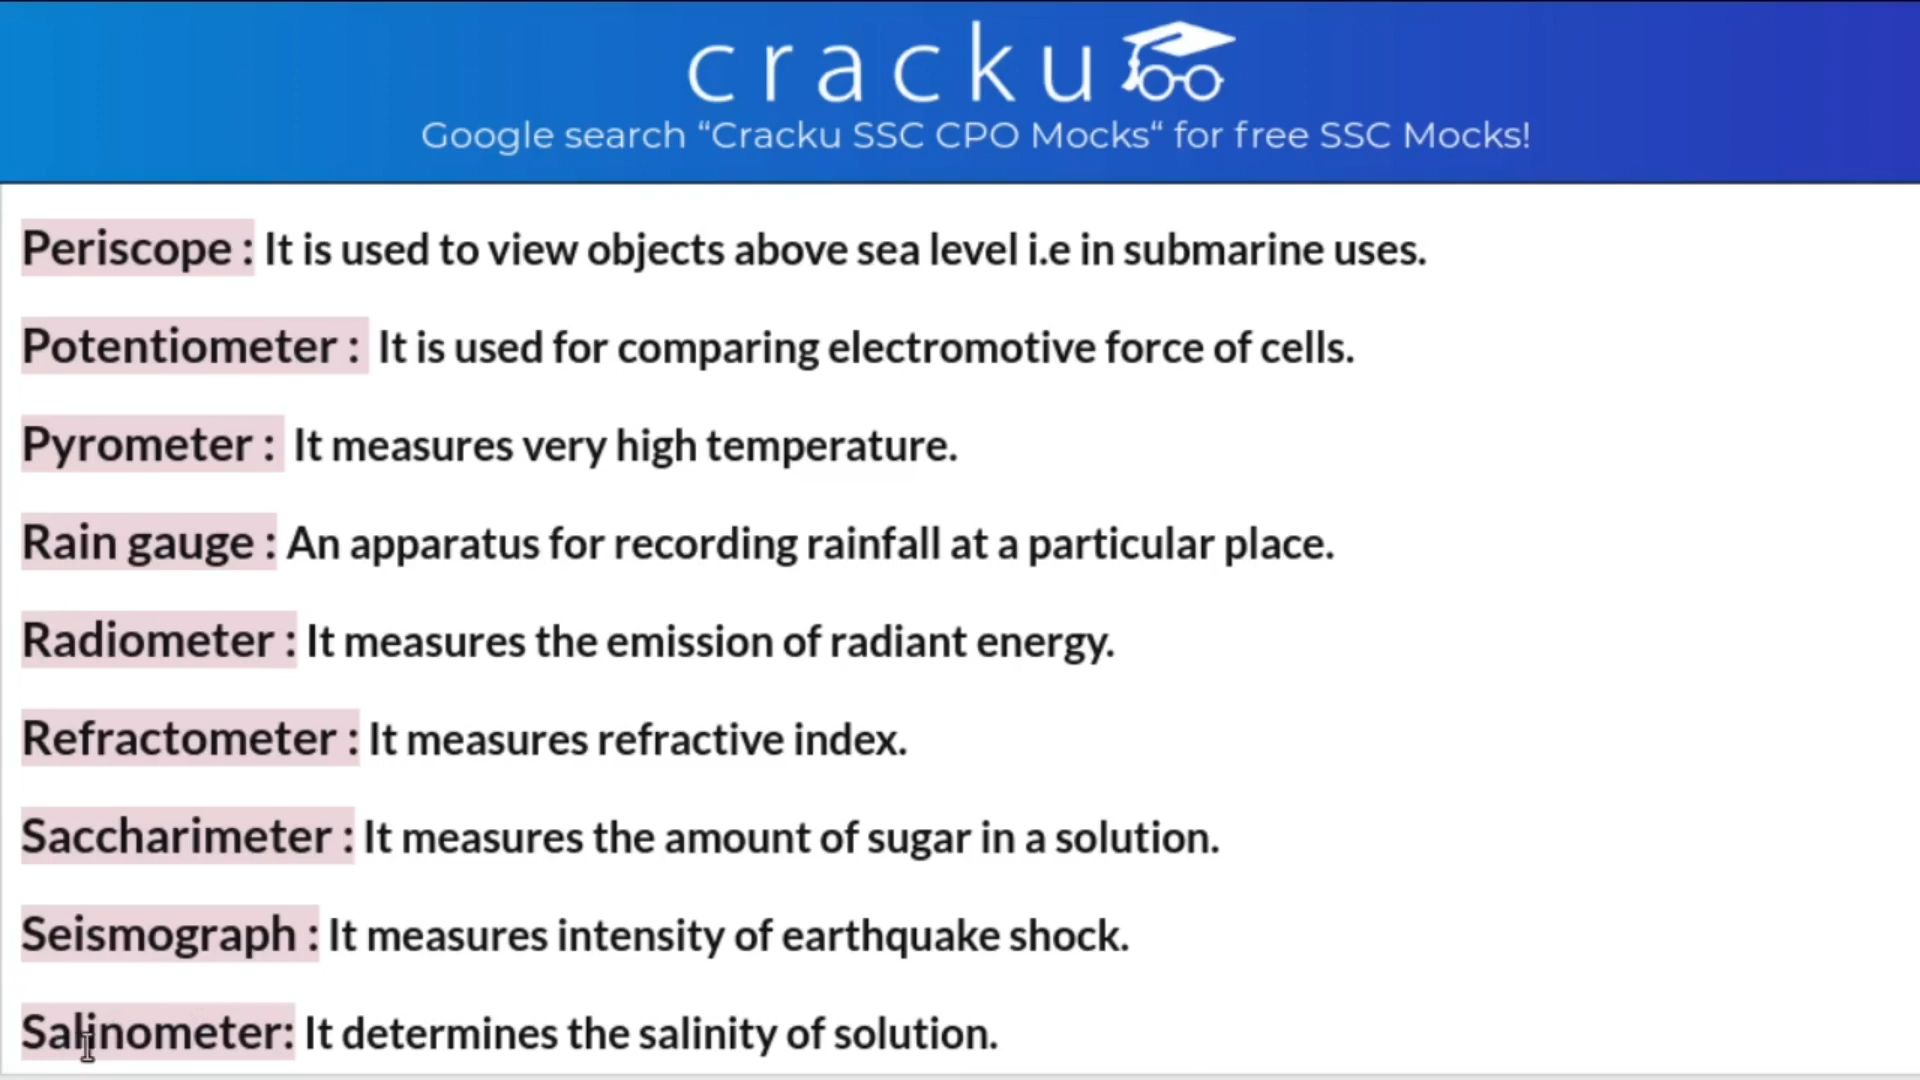 cracku
Google search “Cracku SSC CPO Mocks“ for free SSC Mocks!
Periscope : It is used to view objects above sea level i.e in submarine uses.
Potentiometer : It is used for comparing electromotive force of cells.
Pyrometer : It measures very high temperature.
Rain gauge : An apparatus for recording rainfall at a particular place.
Radiometer : It measures the emission of radiant energy.
Refractometer : It measures refractive index.
Saccharimeter : It measures the amount of sugar in a solution.
Seismograph : It measures intensity of earthquake shock.
Salinometer: It determines the salinity of solution.